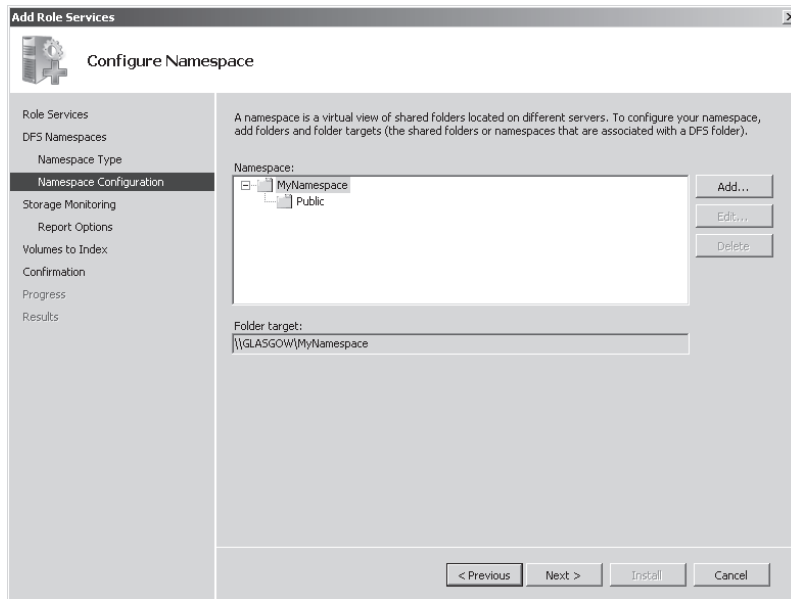 Add Role Services
Configure Namespace
Role Services
DFS Namespaces
Namespace Type
Namespace Configuration
Storage Monitoring
Report Options
Volumes to Index
Confirmation
Progress
Results
A namespace is a virtual view of shared folders located on different servers. To configure your namespace,
add folders and folder targets (the shared folders or namespaces that are associated with a DFS folder).
Namespace:
MyNamespace
Public
Add...
Edit...
Delete
Folder target:
\\GLASGOW\MyNamespace
< Previous
Next >
Install
Cancel